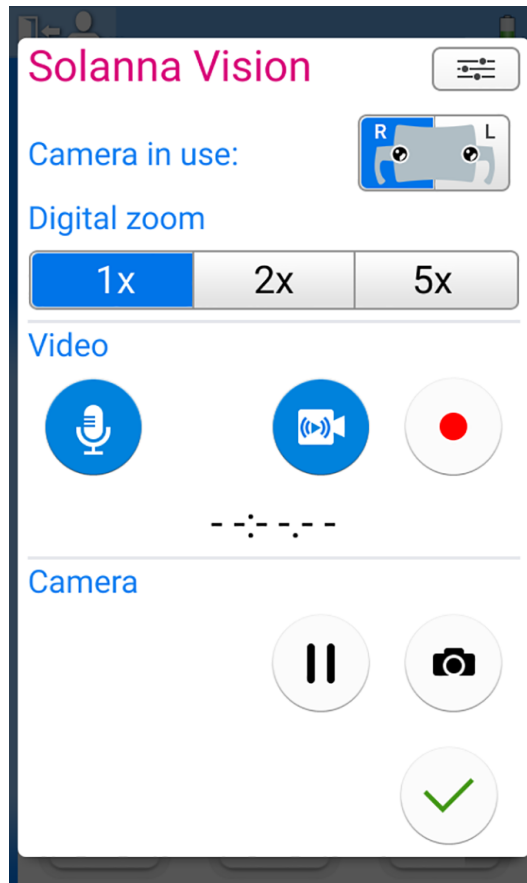 Solanna Vision
Camera in use:
R L
Digital zoom
1x 2x 5x
Video
- -:- -.- -
Camera